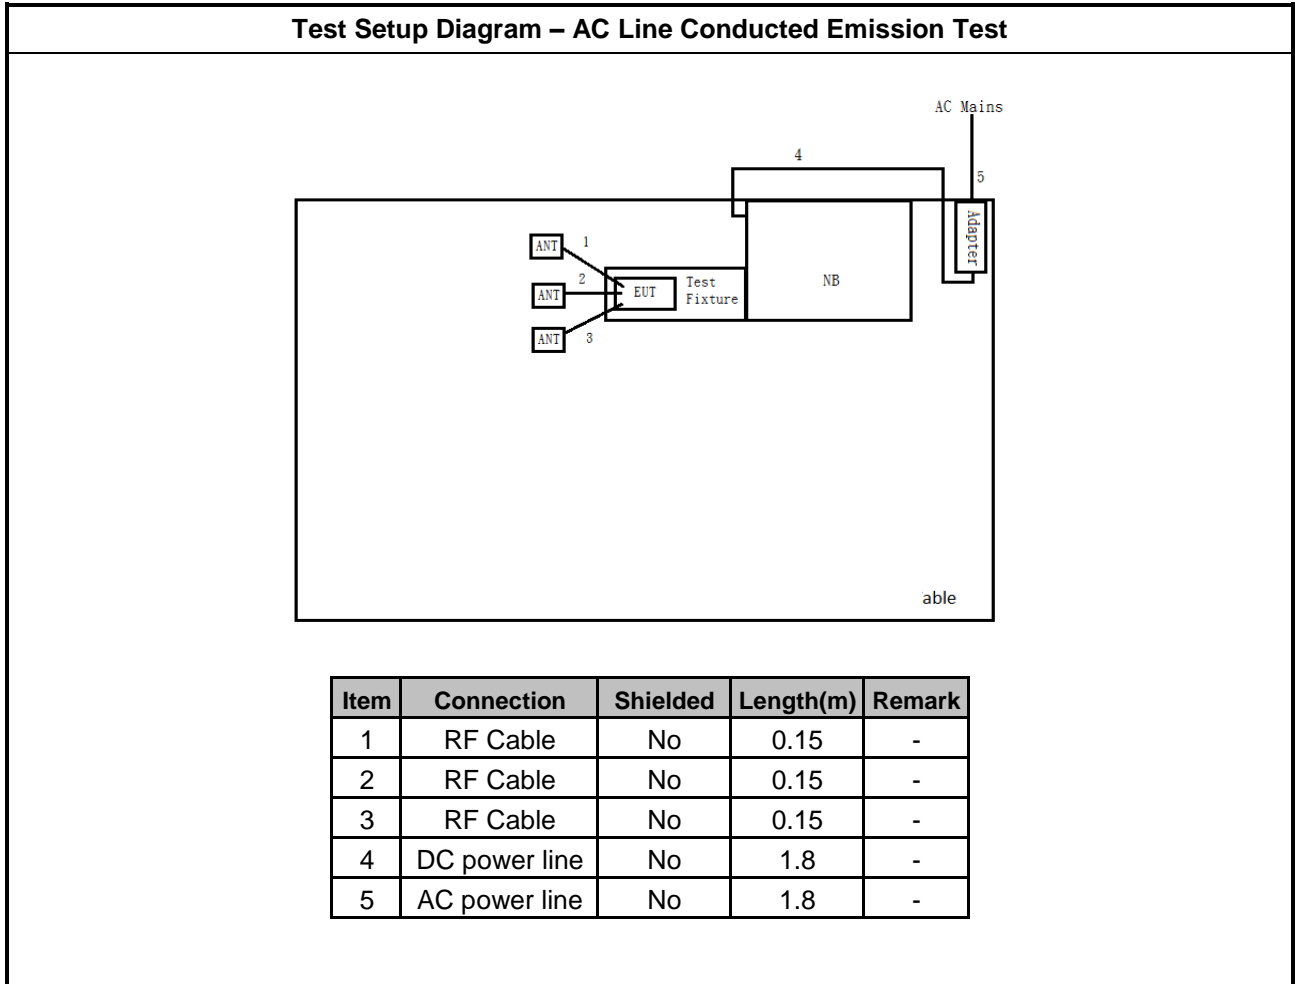 Test Setup Diagram – AC Line Conducted Emission Test
AC Mains
4
5
Adapter
ANT
1
2
ANT
EUT
Test
Fixture
NB
ANT
3
able
Item Connection Shielded Length(m) Remark
1 RF Cable No 0.15 -
2 RF Cable No 0.15 -
3 RF Cable No 0.15 -
4 DC power line No 1.8 -
5 AC power line No 1.8 -